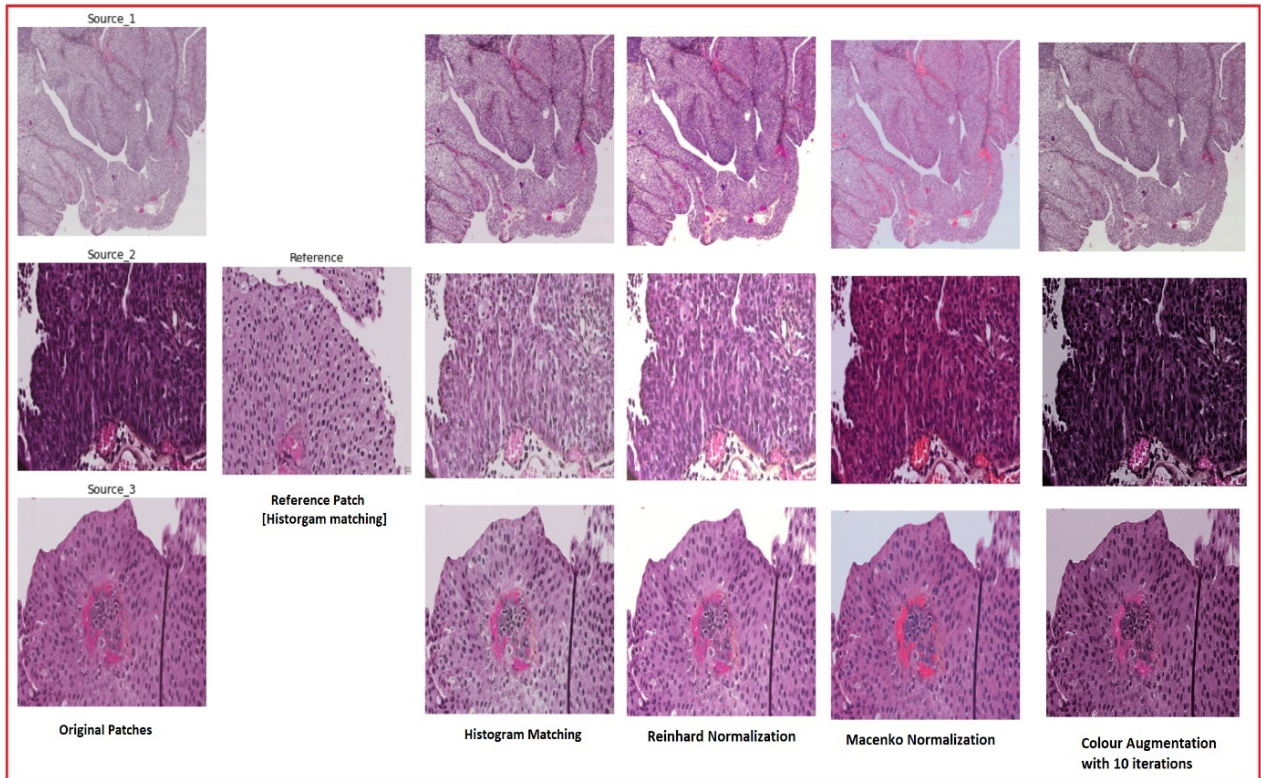 Source_1
Source_2
Reference
Source_3
Reference Patch
[Historgam matching]
Original Patches
Histogram Matching
Reinhard Normalization
Macenko Normalization
Colour Augmentation
with 10 iterations